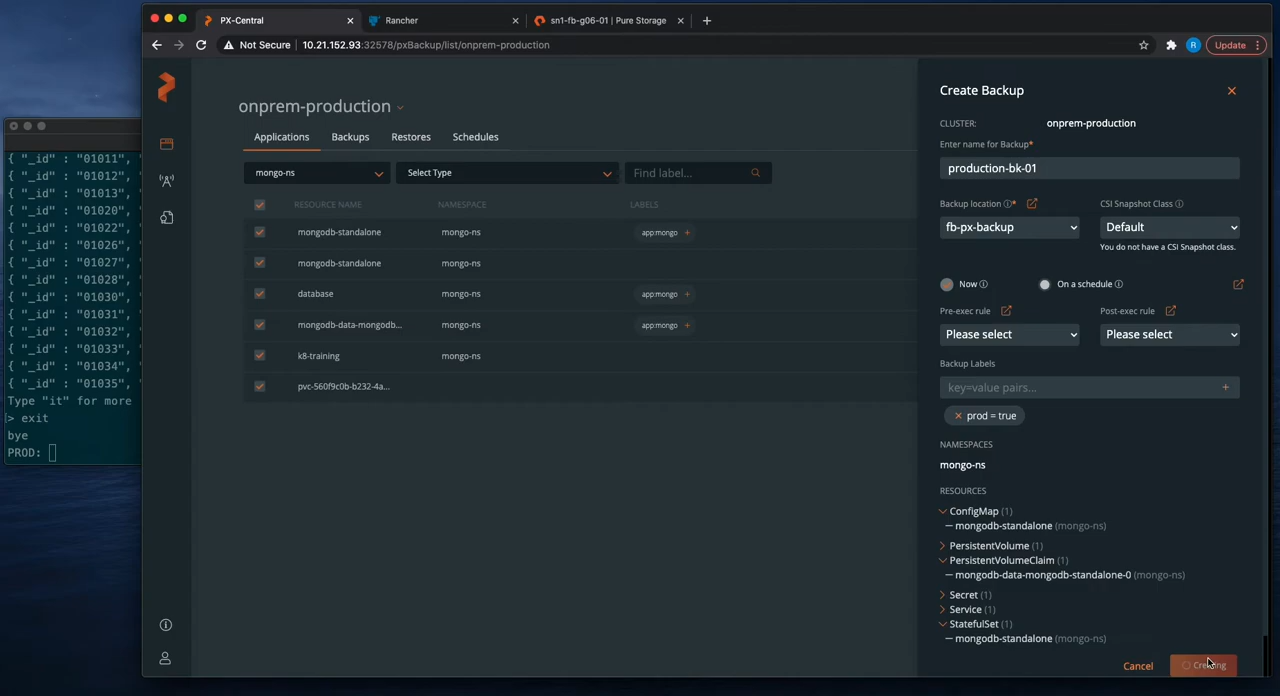 PX-Central
Rancher
sn1-fb-g06-01 | Pure Storage
Not Secure
10.21.152.93:32578/pxBackup/list/onprem-production
R
Update
onprem-production
Applications
Backups
Restores
Schedules
mongo-ns
Select Type
Find label...
RESOURCE NAME
NAMESPACE
LABELS
mongodb-standalone
mongo-ns
app:mongo +
mongodb-standalone
mongo-ns
database
mongo-ns
app:mongo +
mongodb-data-mongodb...
mongo-ns
app:mongo +
k8-training
mongo-ns
pvc-560f9c0b-b232-4a...
Create Backup
CLUSTER:
onprem-production
Enter name for Backup*
production-bk-01
Backup location *
CSI Snapshot Class
fb-px-backup
Default
You do not have a CSI Snapshot class.
Now
On a schedule
Pre-exec rule
Post-exec rule
Please select
Please select
Backup Labels
key=value pairs...
prod = true
NAMESPACES
mongo-ns
RESOURCES
ConfigMap (1)
— mongodb-standalone (mongo-ns)
PersistentVolume (1)
PersistentVolumeClaim (1)
— mongodb-data-mongodb-standalone-0 (mongo-ns)
Secret (1)
Service (1)
StatefulSet (1)
— mongodb-standalone (mongo-ns)
Cancel
Creating
{ "_id" : "01011",
{ "_id" : "01012",
{ "_id" : "01013",
{ "_id" : "01020",
{ "_id" : "01022",
{ "_id" : "01026",
{ "_id" : "01027",
{ "_id" : "01028",
{ "_id" : "01030",
{ "_id" : "01031",
{ "_id" : "01032",
{ "_id" : "01033",
{ "_id" : "01034",
{ "_id" : "01035",
Type "it" for more
> exit
bye
PROD: